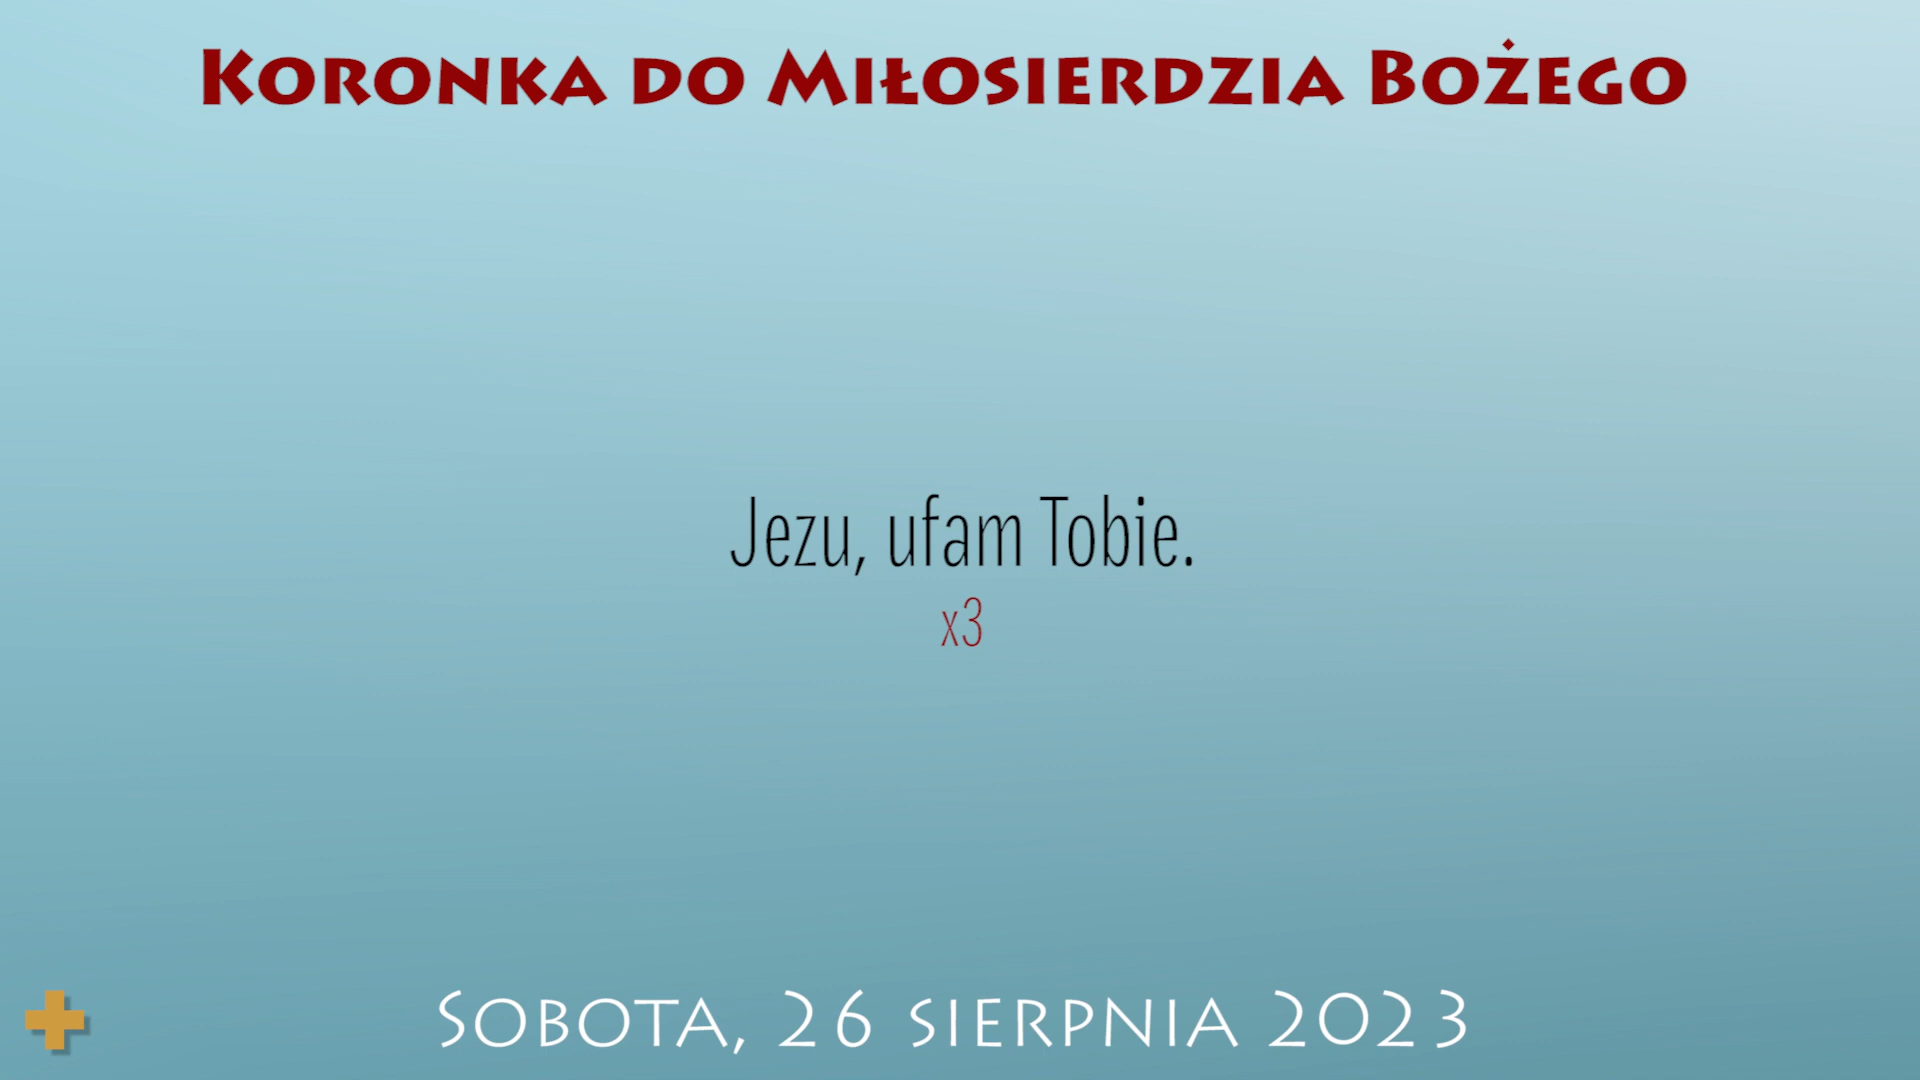 Koronka do Miłosierdzia Bożego
Jezu, ufam Tobie.
x3
Sobota, 26 sierpnia 2023